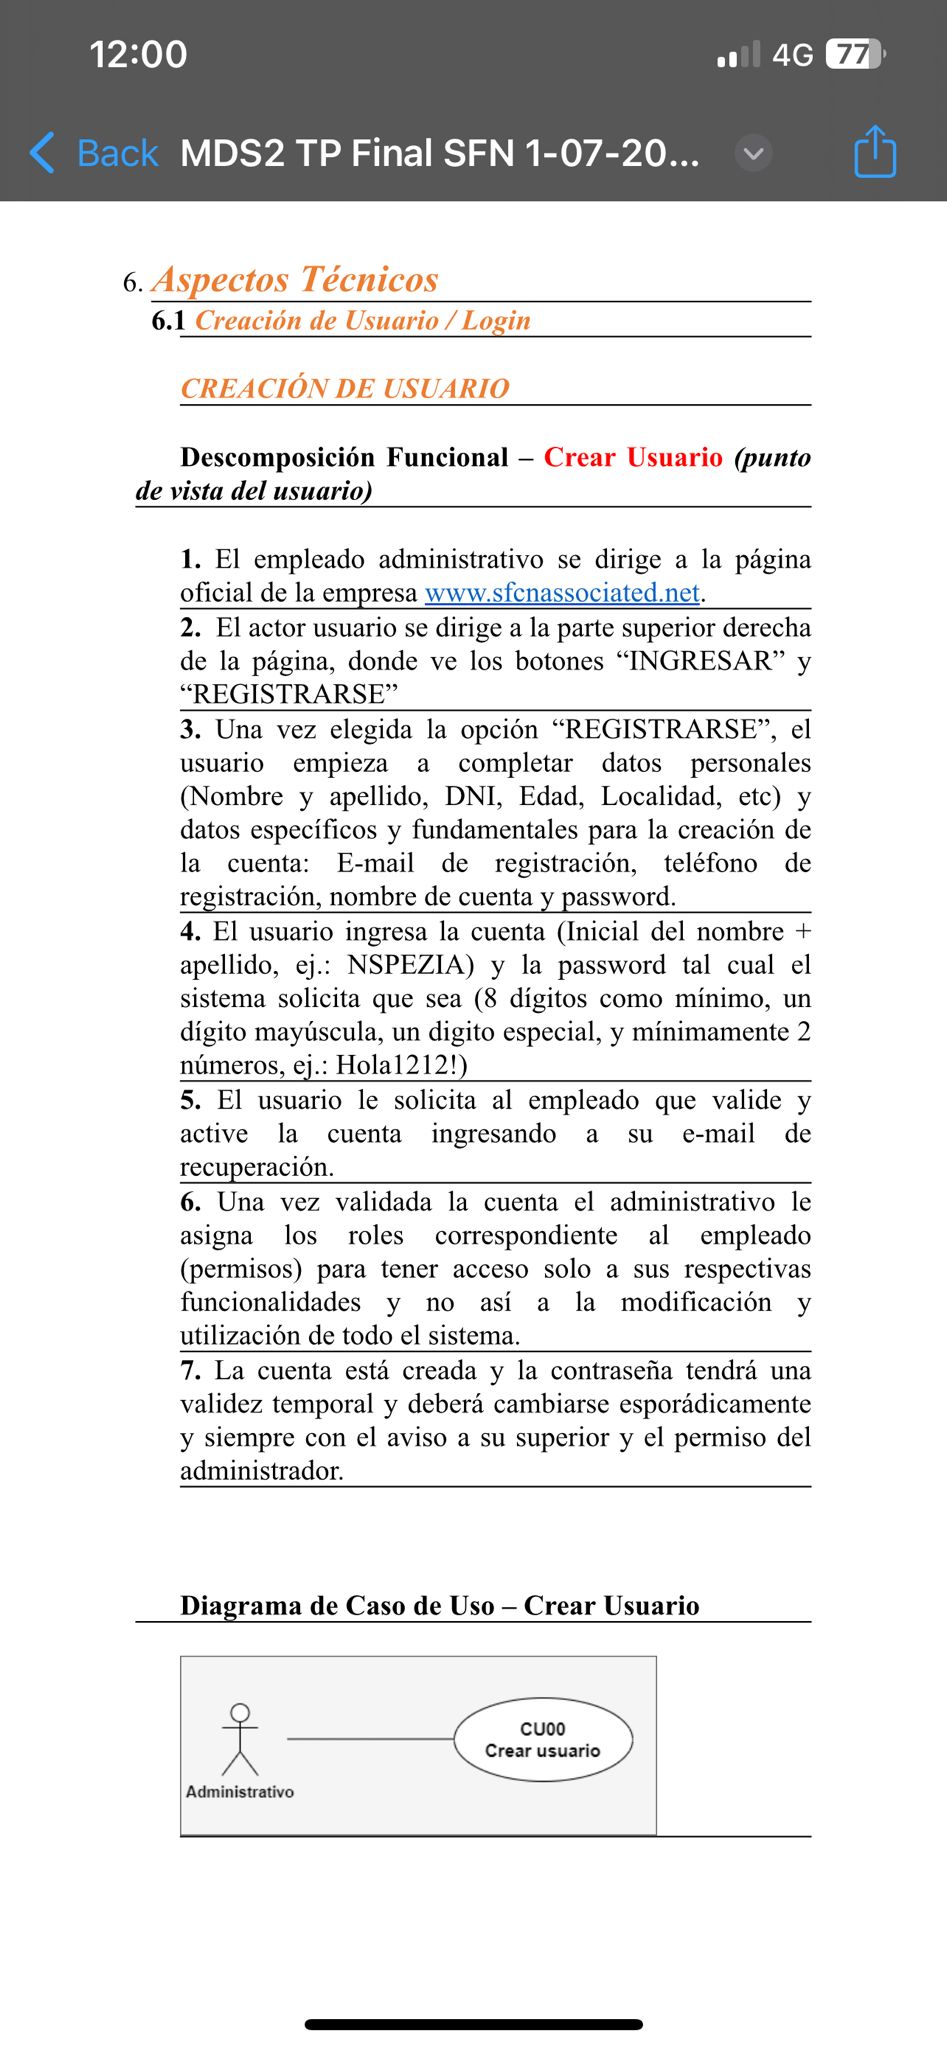 12:00
4G 77
Back MDS2 TP Final SFN 1-07-20...
6. Aspectos Técnicos
6.1 Creación de Usuario / Login
CREACIÓN DE USUARIO
Descomposición Funcional – Crear Usuario (punto
de vista del usuario)
1. El empleado administrativo se dirige a la página
oficial de la empresa www.sfcnassociated.net.
2. El actor usuario se dirige a la parte superior derecha
de la página, donde ve los botones “INGRESAR” y
“REGISTRARSE”
3. Una vez elegida la opción “REGISTRARSE”, el
usuario empieza a completar datos personales
(Nombre y apellido, DNI, Edad, Localidad, etc) y
datos específicos y fundamentales para la creación de
la cuenta: E-mail de registración, teléfono de
registración, nombre de cuenta y password.
4. El usuario ingresa la cuenta (Inicial del nombre +
apellido, ej.: NSPEZIA) y la password tal cual el
sistema solicita que sea (8 dígitos como mínimo, un
dígito mayúscula, un digito especial, y mínimamente 2
números, ej.: Hola1212!)
5. El usuario le solicita al empleado que valide y
active la cuenta ingresando a su e-mail de
recuperación.
6. Una vez validada la cuenta el administrativo le
asigna los roles correspondiente al empleado
(permisos) para tener acceso solo a sus respectivas
funcionalidades y no así a la modificación y
utilización de todo el sistema.
7. La cuenta está creada y la contraseña tendrá una
validez temporal y deberá cambiarse esporádicamente
y siempre con el aviso a su superior y el permiso del
administrador.
Diagrama de Caso de Uso – Crear Usuario
CU00
Crear usuario
Administrativo